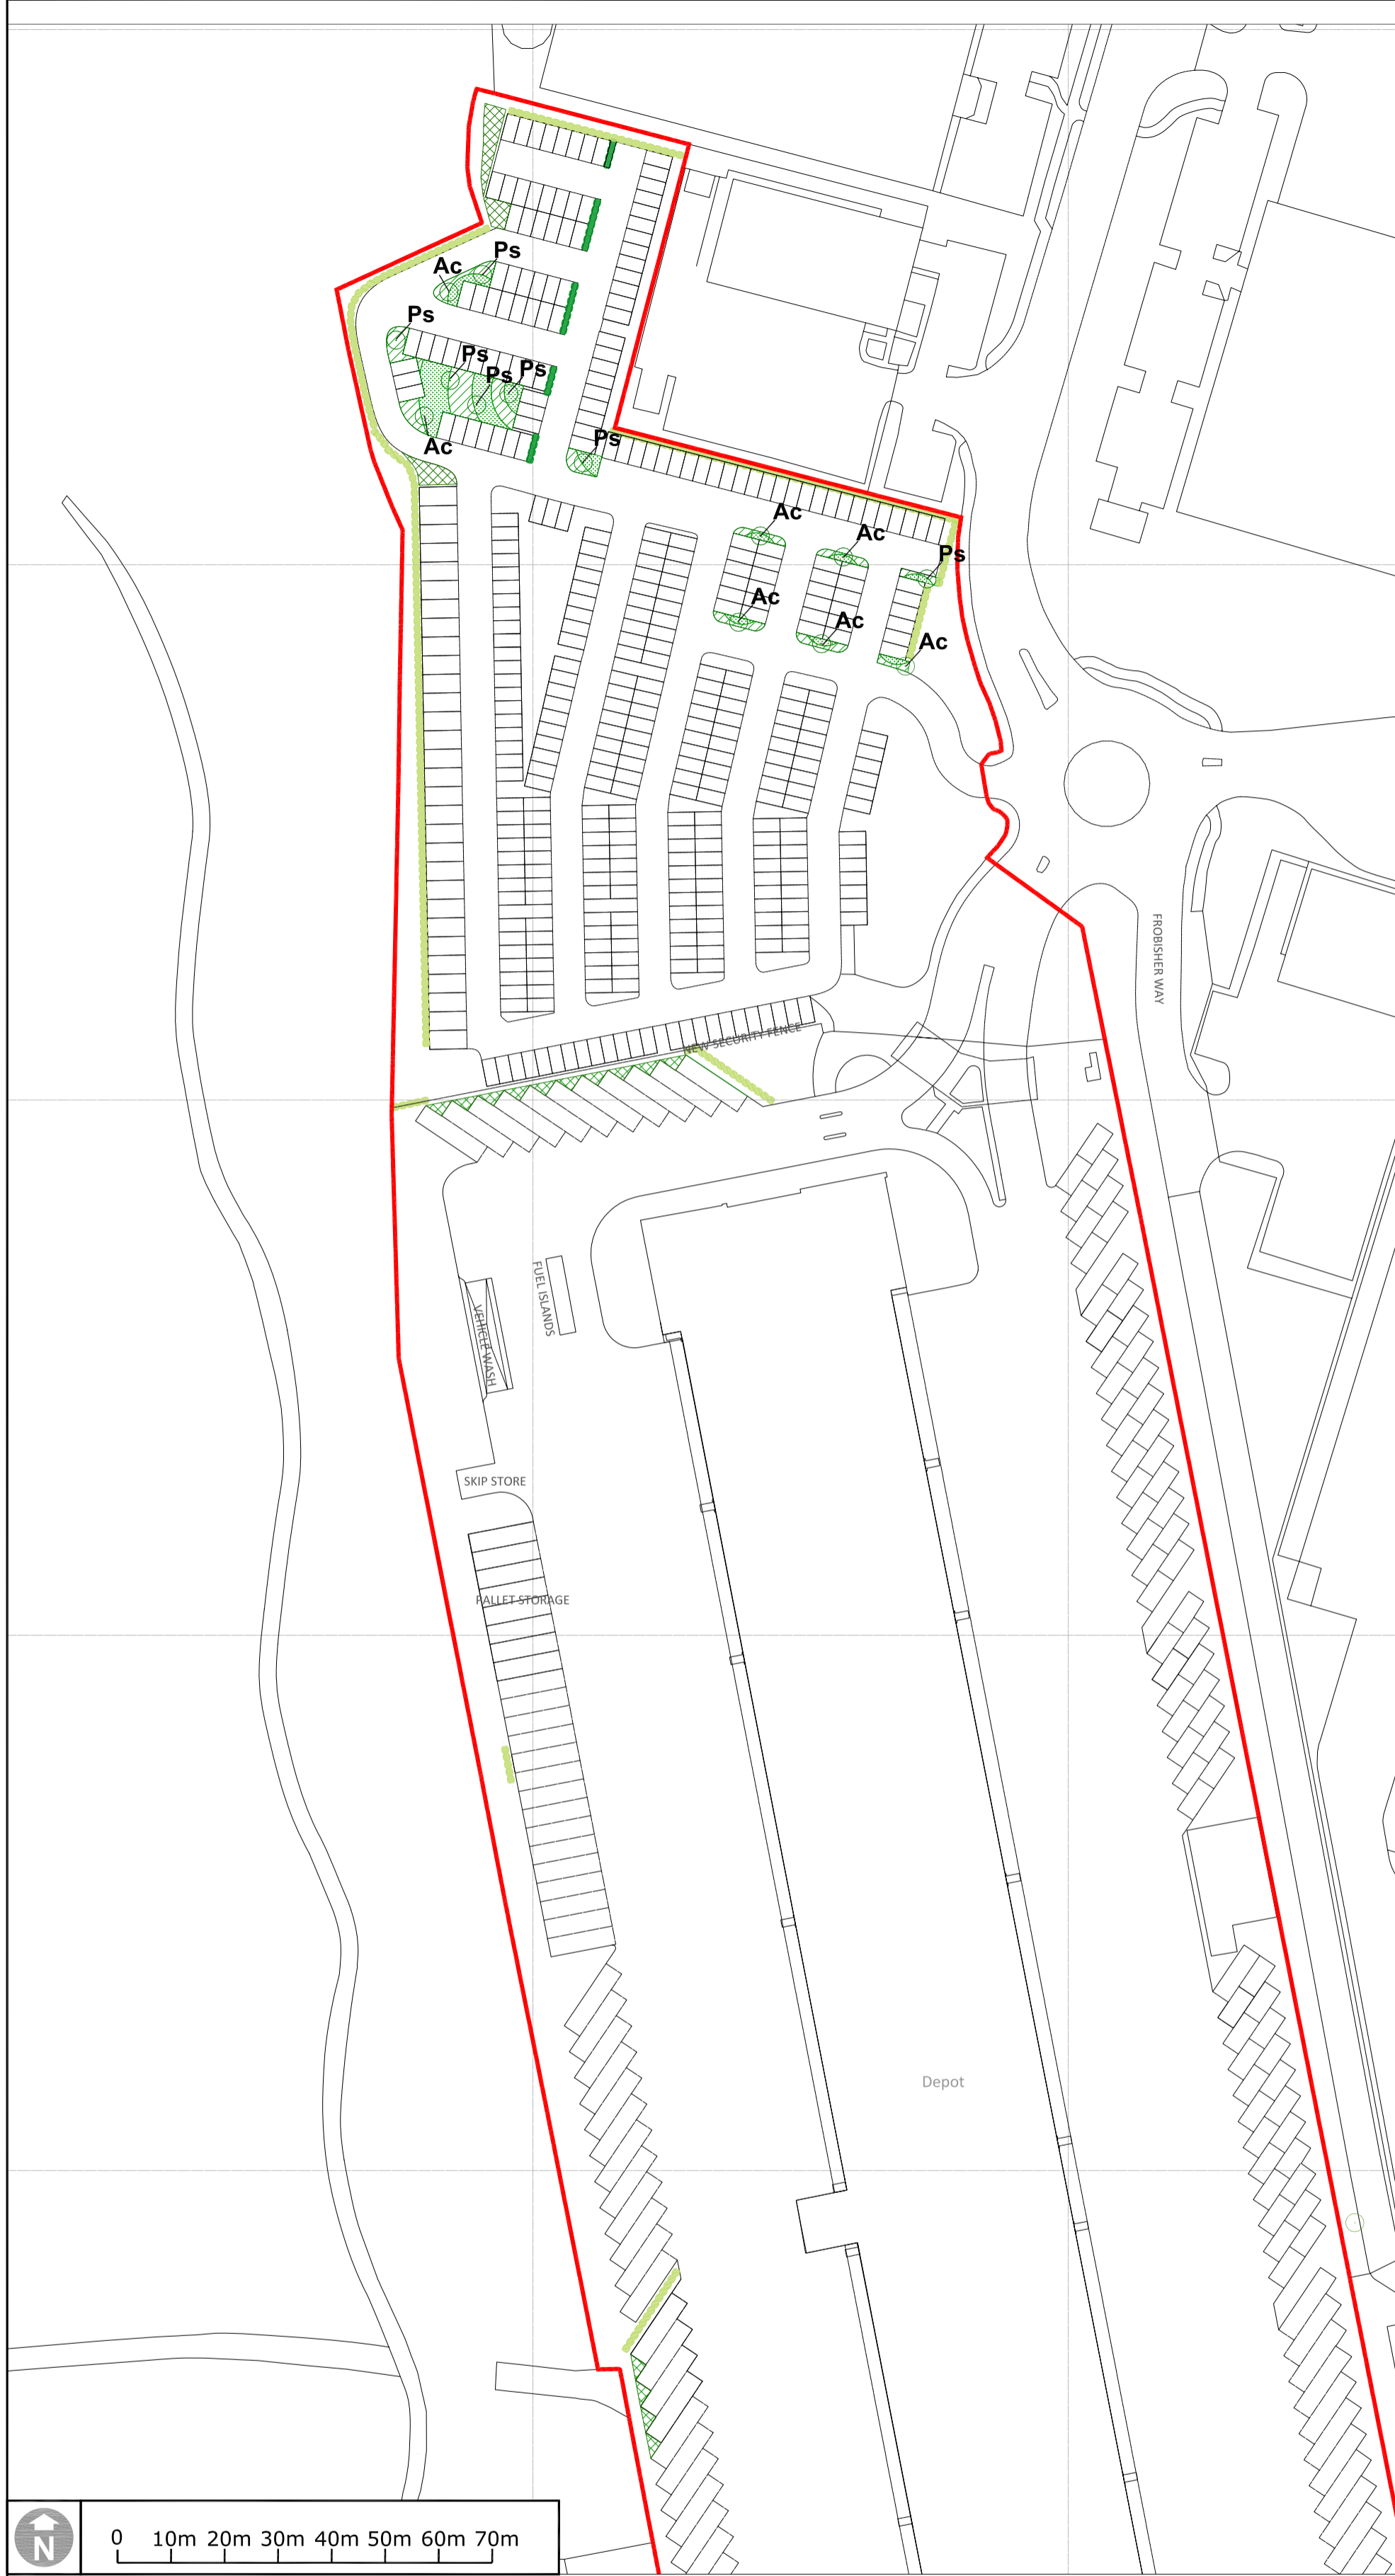 Ps
Ac
Ps
Ps
Ps
Ps
Ps
Ac
Ac
Ac
Ps
Ac
Ac
Ac
FROBISHER WAY
NEW SECURITY FENCE
FUEL ISLANDS
VEHICLE WASH
SKIP STORE
PALLET STORAGE
Depot
N
0 10m 20m 30m 40m 50m 60m 70m